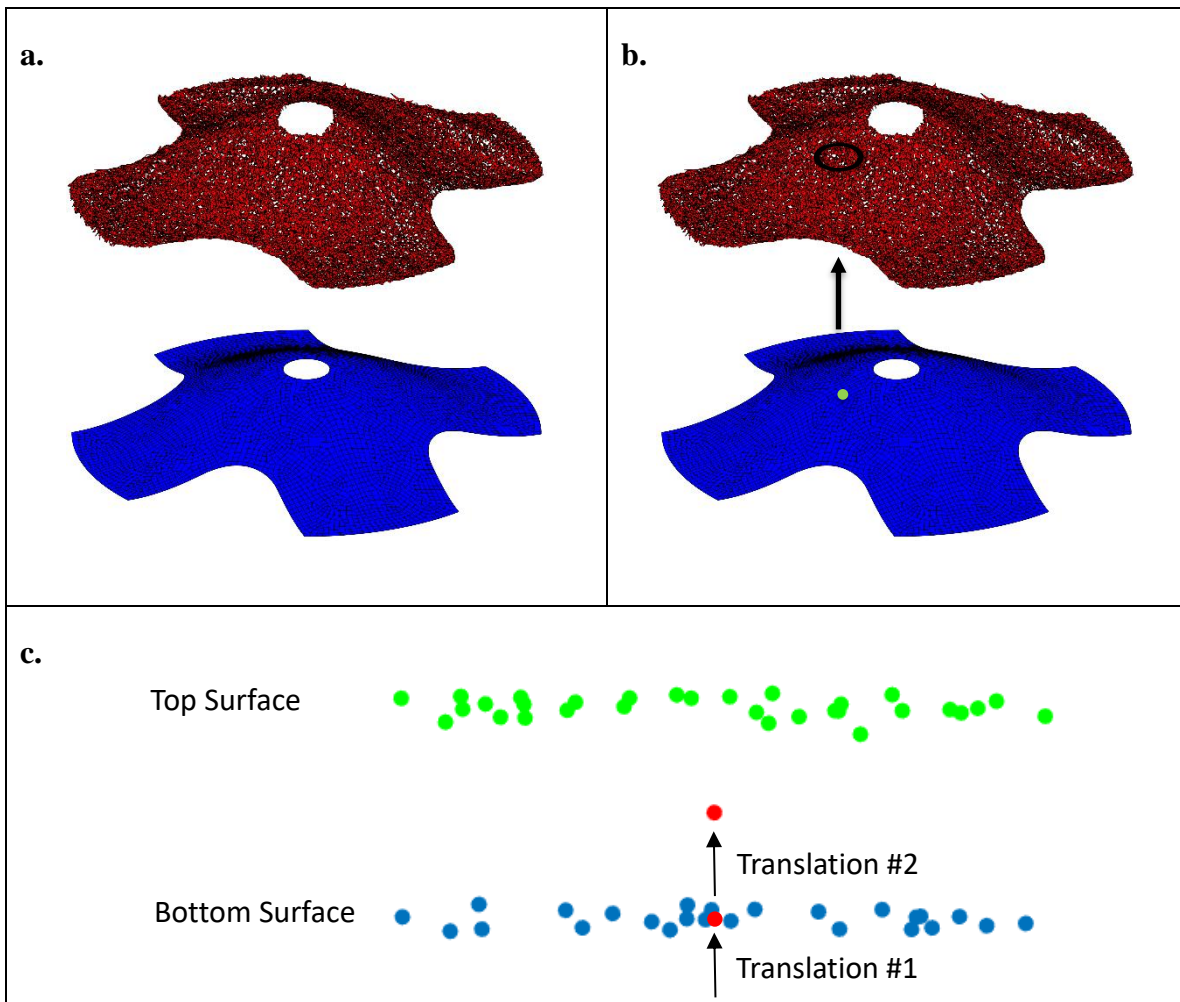 a.
b.
c.
Top Surface
Translation #2
Bottom Surface
Translation #1